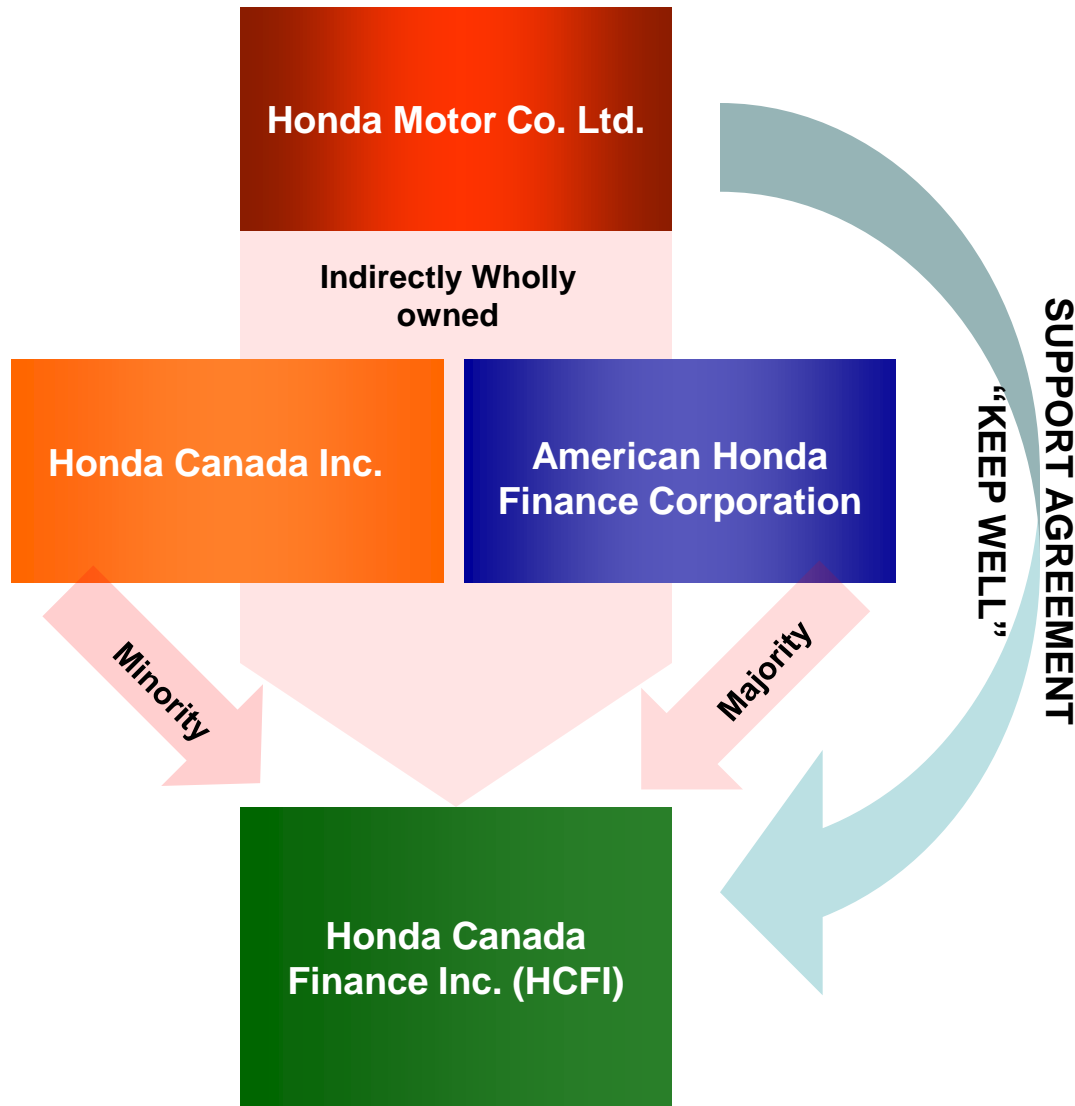 Honda Motor Co. Ltd.
Indirectly Wholly
owned
Honda Canada Inc.
American Honda
Finance Corporation
SUPPORT AGREEMENT
“KEEP WELL”
Minority
Majority
Honda Canada
Finance Inc. (HCFI)